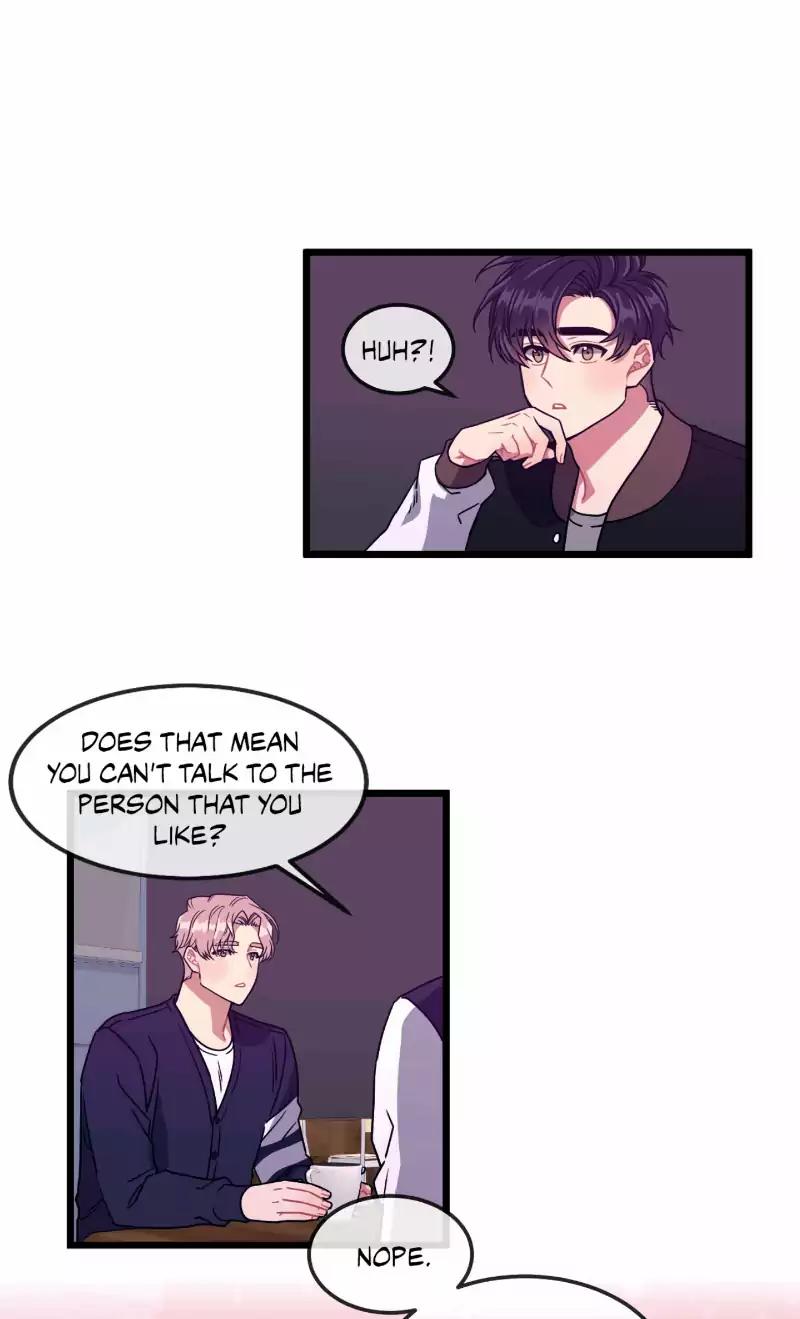 HUH?!
DOES THAT MEAN
YOU CAN'T TALK TO THE
PERSON THAT YOU
LIKE?
NOPE.